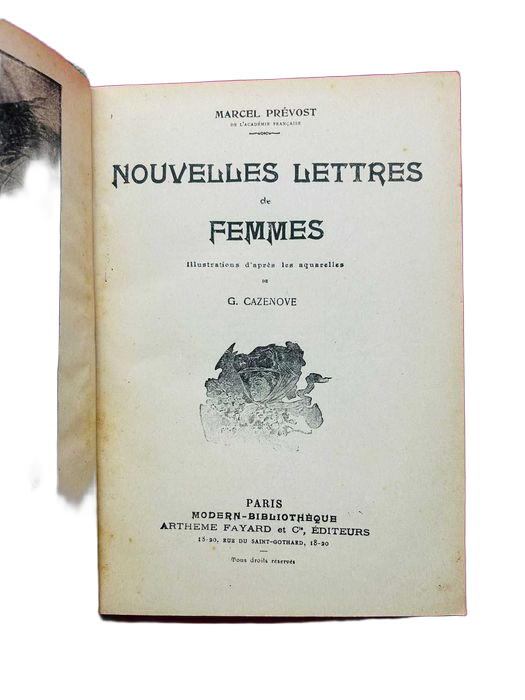 MARCEL PRÉVOST
DE L'ACADÉMIE FRANÇAISE
NOUVELLES LETTRES
de
FEMMES
Illustrations d'après les aquarelles
DE
G. CAZENOVE
PARIS
MODERN-BIBLIOTHÈQUE
ARTHEME FAYARD et Cie, ÉDITEURS
18-20, RUE DU SAINT-GOTHARD, 18-20
Tous droits réservés